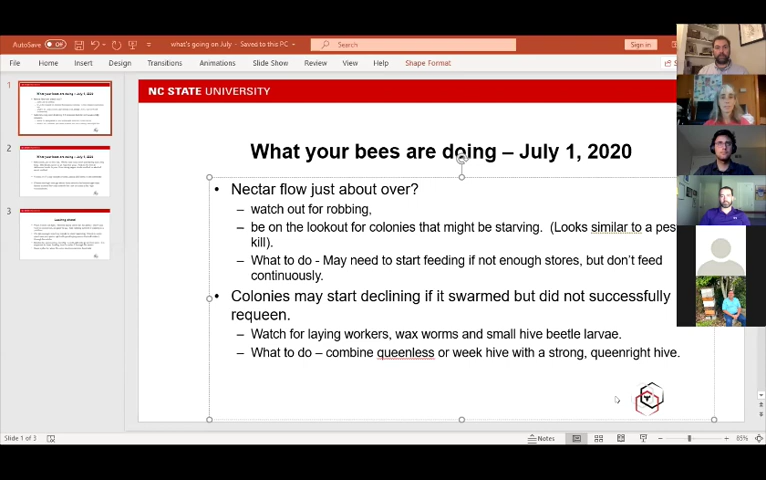 AutoSave Off what's going on July - Saved to this PC Search Sign in
File Home Insert Design Transitions Animations Slide Show Review View Help Shape Format
1
2
3
NC STATE UNIVERSITY
What your bees are doing – July 1, 2020
• Nectar flow just about over?
– watch out for robbing,
– be on the lookout for colonies that might be starving. (Looks similar to a pes
kill).
– What to do - May need to start feeding if not enough stores, but don't feed
continuously.
• Colonies may start declining if it swarmed but did not successfully
requeen.
– Watch for laying workers, wax worms and small hive beetle larvae.
– What to do – combine queenless or week hive with a strong, queenright hive.
Slide 1 of 3 Notes 65%